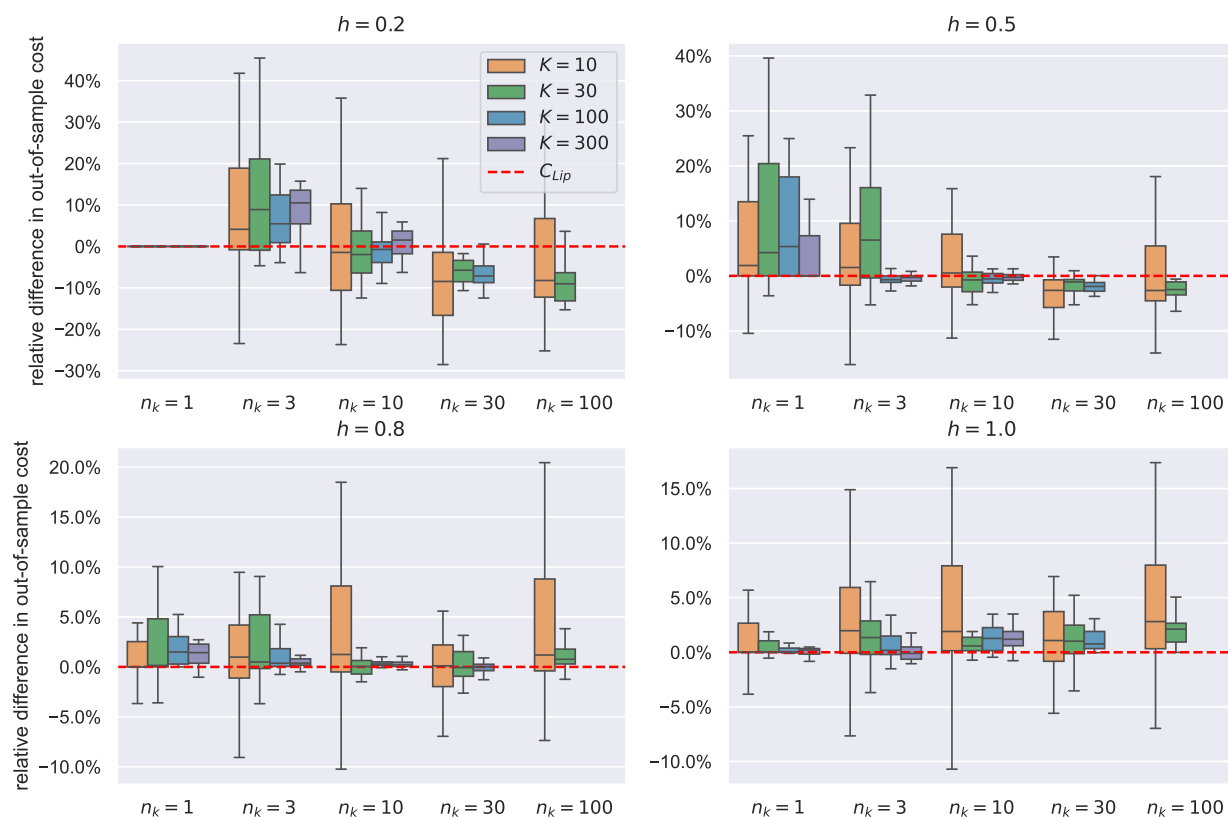 h = 0.2
relative difference in out-of-sample cost
40%
30%
20%
10%
0%
−10%
−20%
−30%
K = 10
K = 30
K = 100
K = 300
C_Lip
n_k = 1 n_k = 3 n_k = 10 n_k = 30 n_k = 100
h = 0.5
40%
30%
20%
10%
0%
−10%
n_k = 1 n_k = 3 n_k = 10 n_k = 30 n_k = 100
h = 0.8
relative difference in out-of-sample cost
20.0%
15.0%
10.0%
5.0%
0.0%
−5.0%
−10.0%
n_k = 1 n_k = 3 n_k = 10 n_k = 30 n_k = 100
h = 1.0
15.0%
10.0%
5.0%
0.0%
−5.0%
−10.0%
n_k = 1 n_k = 3 n_k = 10 n_k = 30 n_k = 100